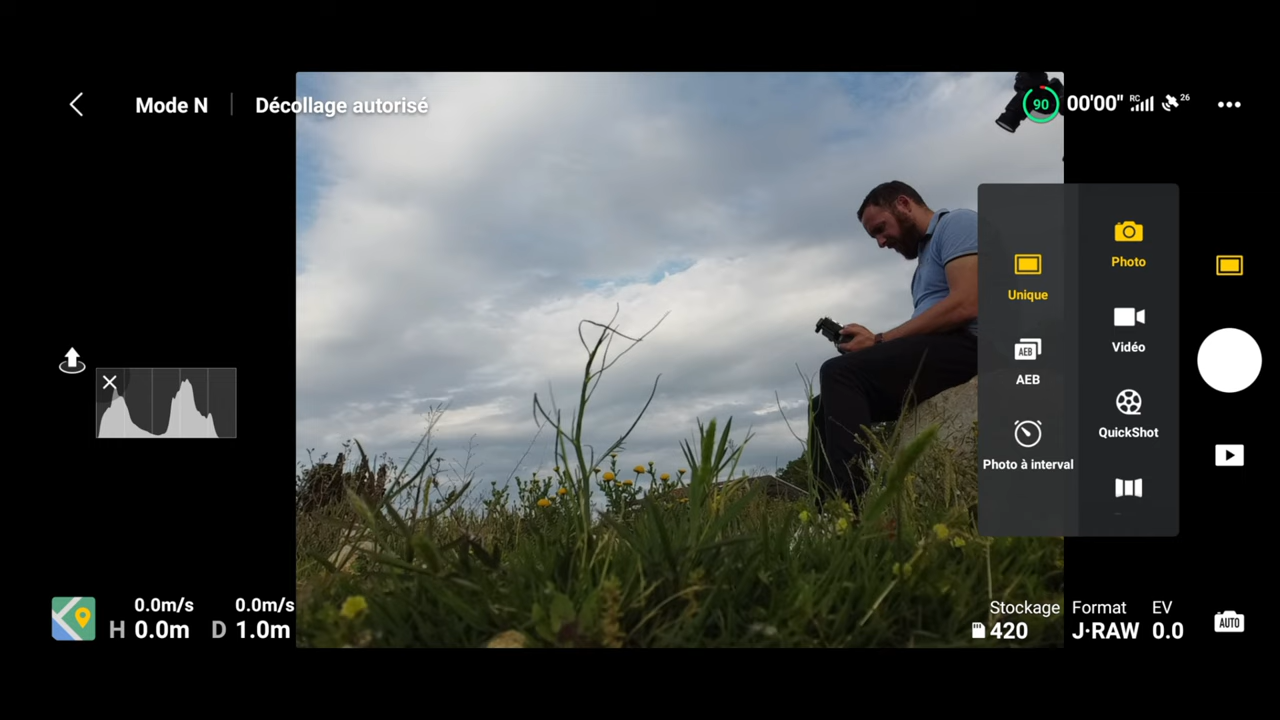 Mode N
Décollage autorisé
90
00'00"
RC
26
Photo
Unique
Vidéo
AEB
AEB
QuickShot
Photo à interval
0.0m/s
0.0m/s
H 0.0m
D 1.0m
Stockage
Format
EV
420
J·RAW
0.0
AUTO